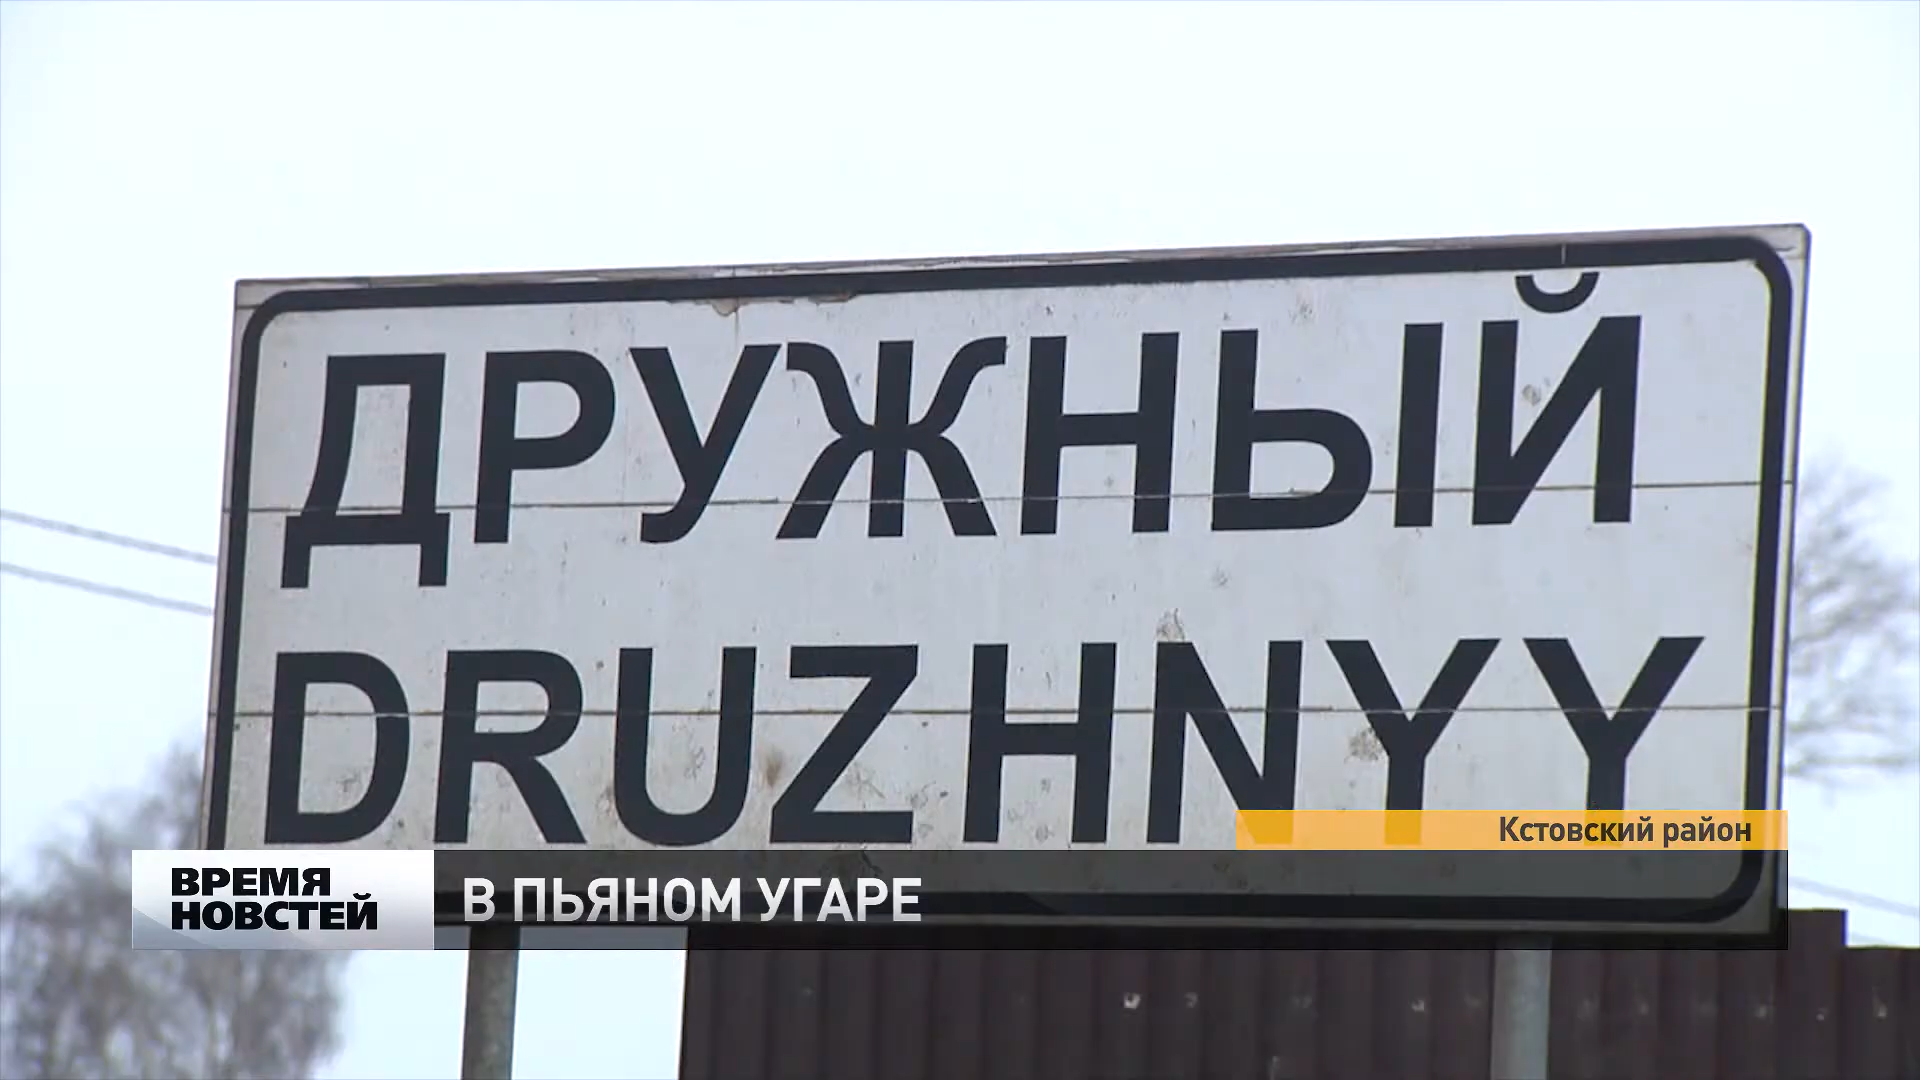 ДРУЖНЫЙ
DRUZHNYY
Кстовский район
ВРЕМЯ
НОВСТЕЙ
В ПЬЯНОМ УГАРЕ